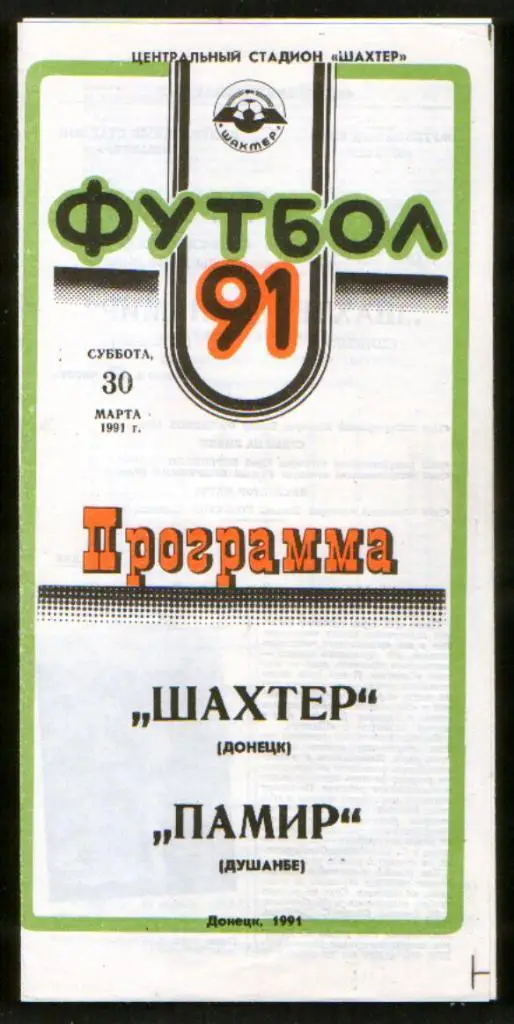 ЦЕНТРАЛЬНЫЙ СТАДИОН «ШАХТЕР»
ШАХТЕР
ФУТБОЛ
91
СУББОТА,
30
МАРТА
1991 г.
Программа
„ШАХТЕР“
(ДОНЕЦК)
„ПАМИР“
(ДУШАНБЕ)
Донецк, 1991